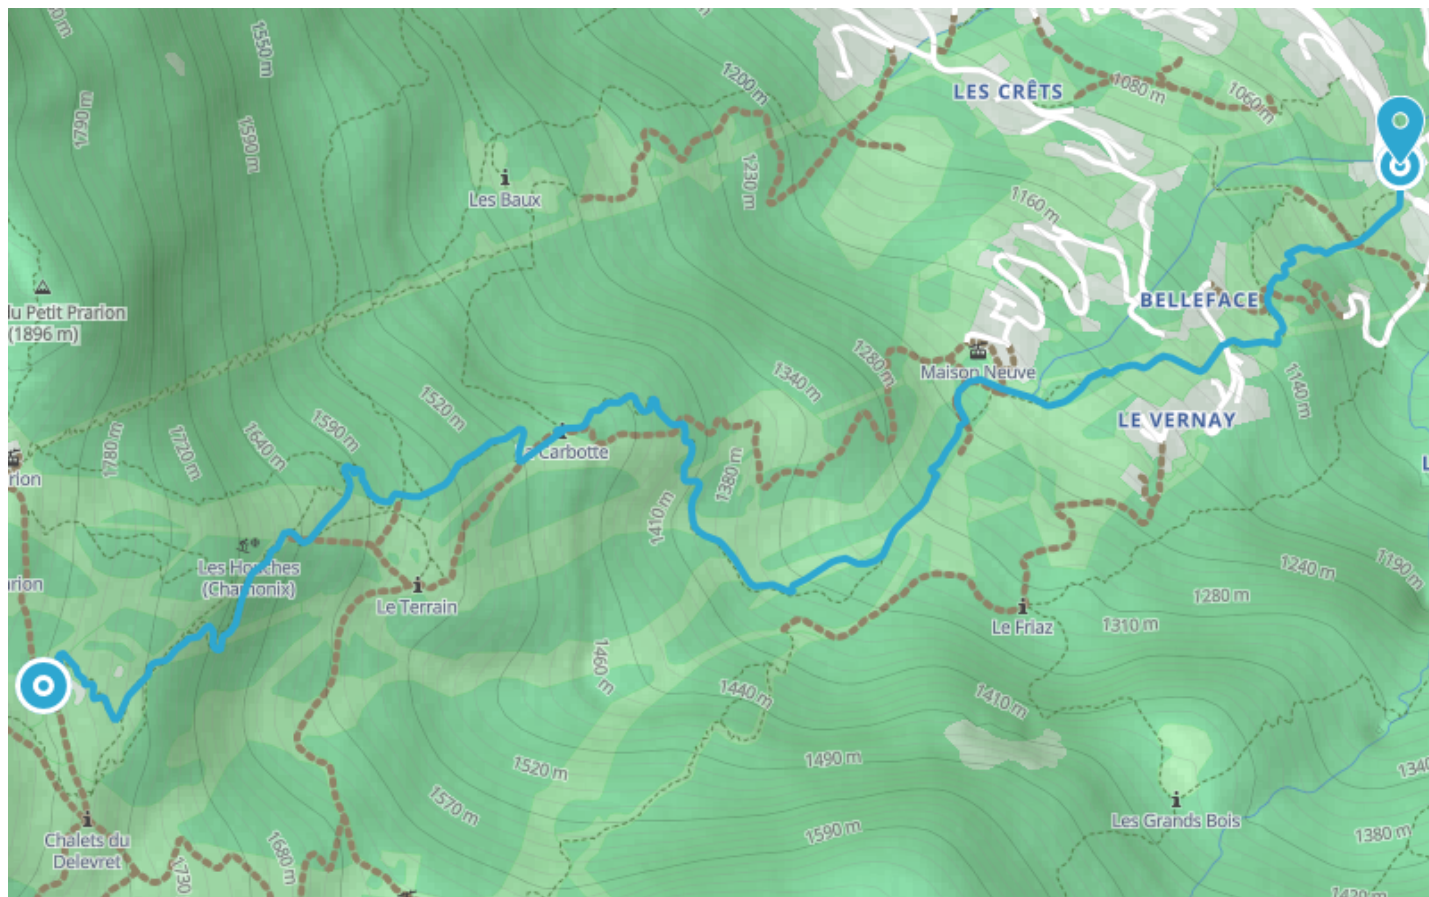 1550 m
1200 m
LES CRÊTS
1080 m
1060m
1790 m
1590 m
1230 m
Les Baux
1160 m
du Petit Prarion
(1896 m)
BELLEFACE
1280 m
Maison Neuve
1340 m
1140 m
1520 m
1590 m
LE VERNAY
1780 m
1720 m
1640 m
Carbotte
1380 m
1410 m
Les Houches
(Chamonix)
1240 m
1190 m
1280 m
Le Terrain
Le Friaz
1310 m
1460 m
1440 m
1410 m
1520 m
1490 m
1570 m
Les Grands Bois
1590 m
1380 m
Chalets du
Delevret
1680 m
1730